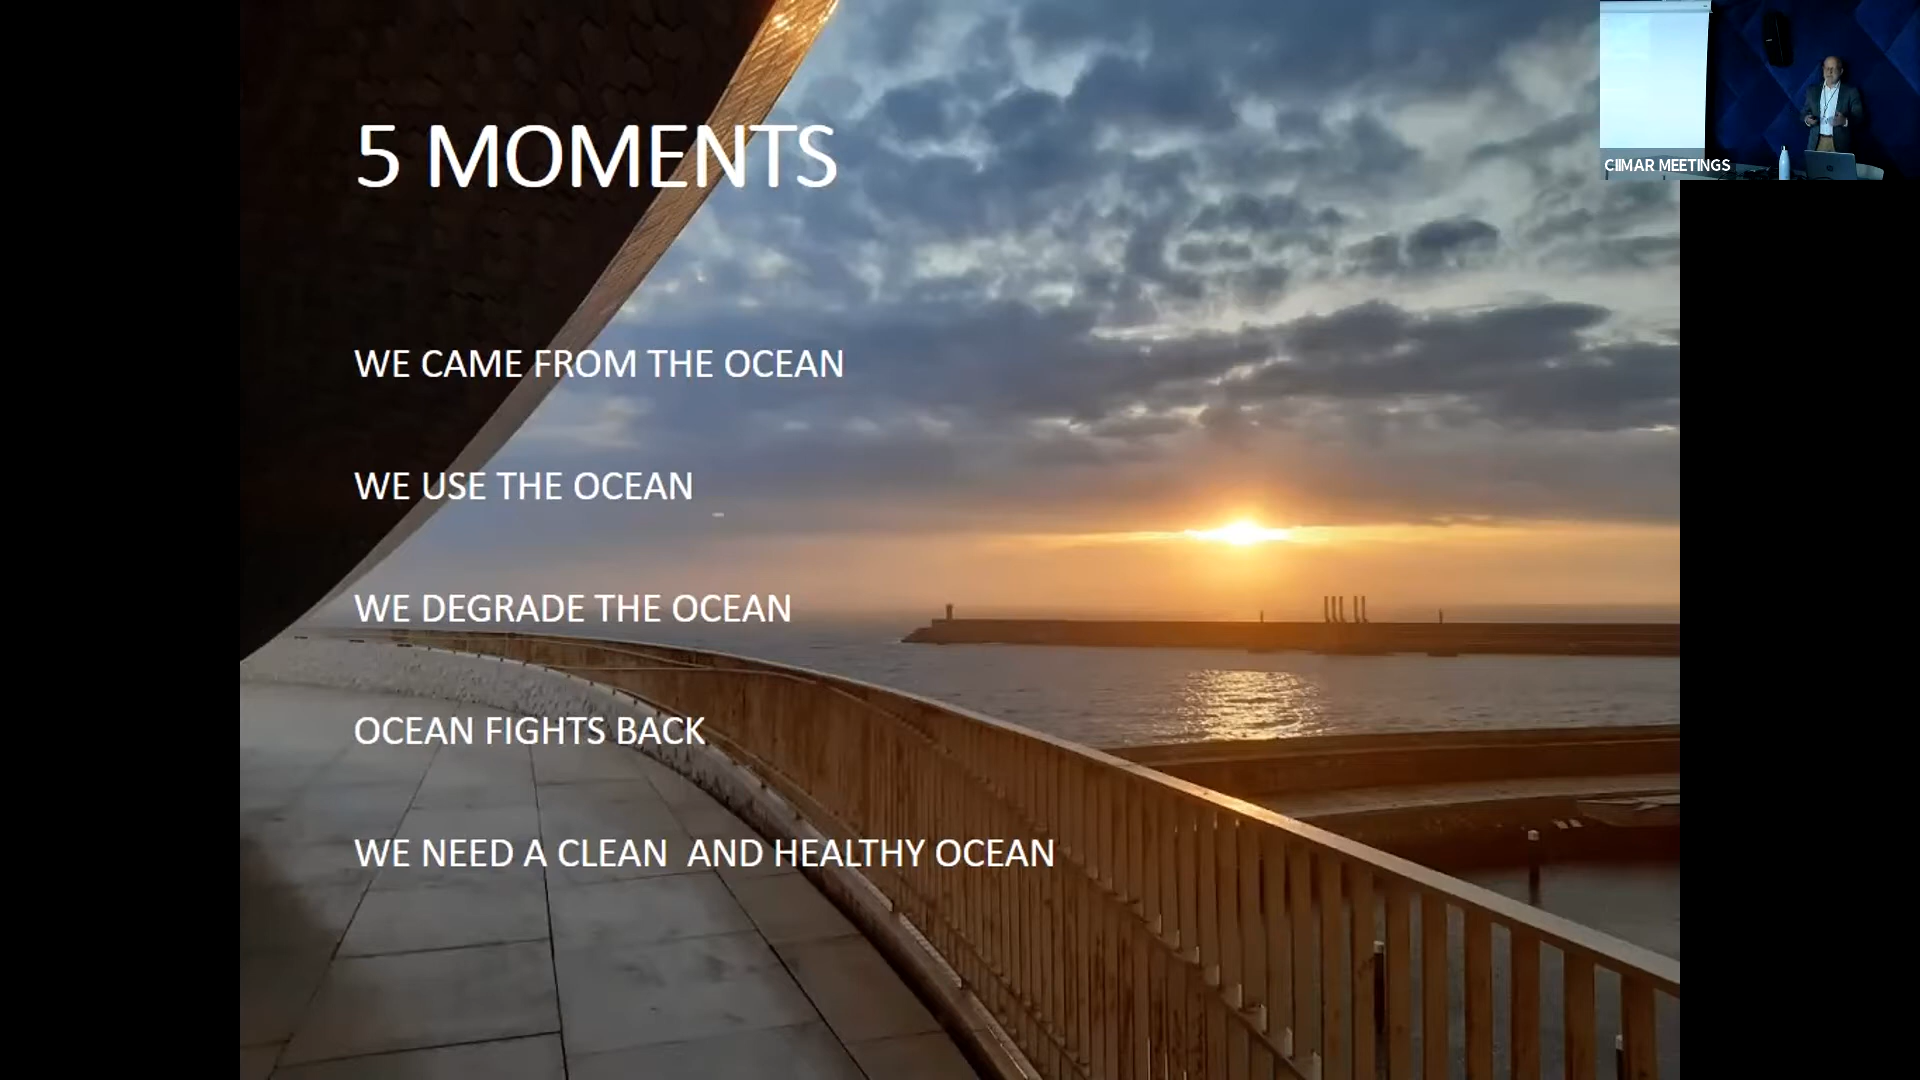 5 MOMENTS
WE CAME FROM THE OCEAN
WE USE THE OCEAN
WE DEGRADE THE OCEAN
OCEAN FIGHTS BACK
WE NEED A CLEAN  AND HEALTHY OCEAN
CIIMAR MEETINGS